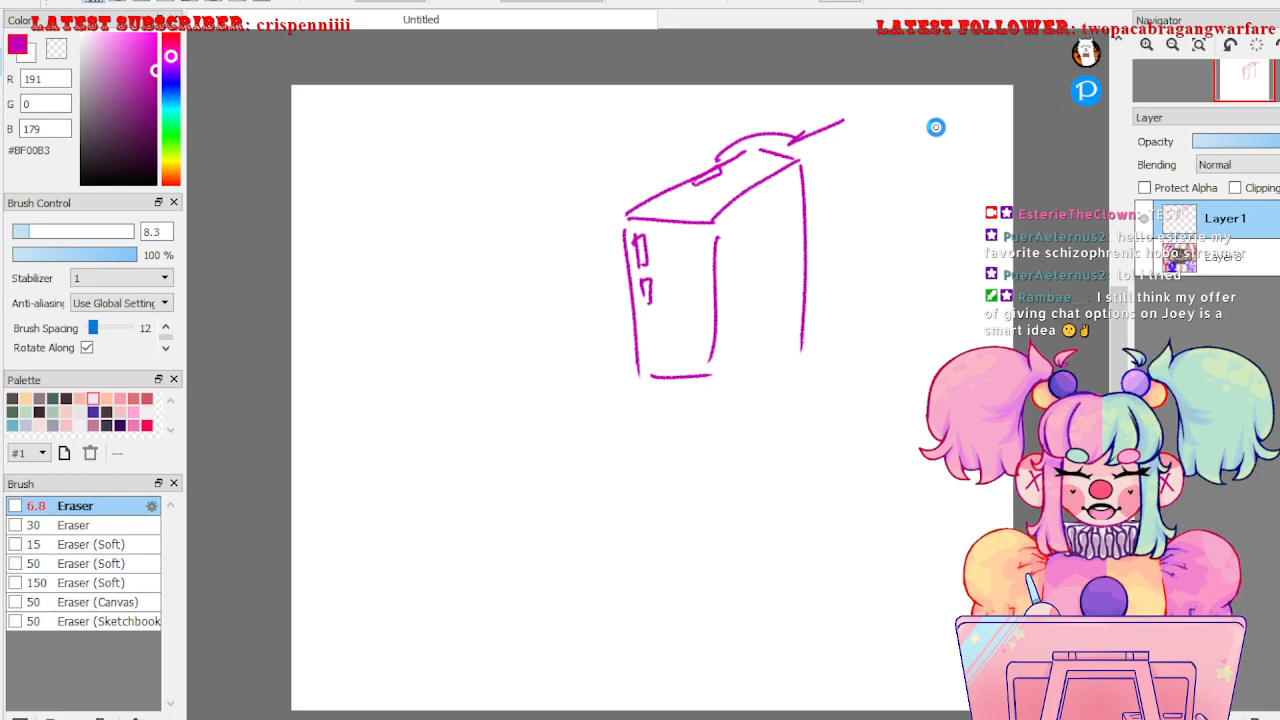 Untitled
Color
LATEST SUBSCRIBER: crispenniiii
LATEST FOLLOWER: twopacabragangwarfare
Navigator
R 191
G 0
B 179
#BF00B3
Brush Control
8.3
100 %
Stabilizer 1
Anti-aliasing Use Global Setting
Brush Spacing 12
Rotate Along
Palette
#1
---
Brush
6.8 Eraser
30 Eraser
15 Eraser (Soft)
50 Eraser (Soft)
150 Eraser (Soft)
50 Eraser (Canvas)
50 Eraser (Sketchbook
P
Layer
Opacity
Blending Normal
Protect Alpha Clipping
Layer1
EsterieTheClown: TEST
PuerAeternus2: hello esterie my
favorite schizophrenic hobo streamer
PuerAeternus2: lol i tried
Rambae__: I still think my offer
of giving chat options on Joey is a
smart idea